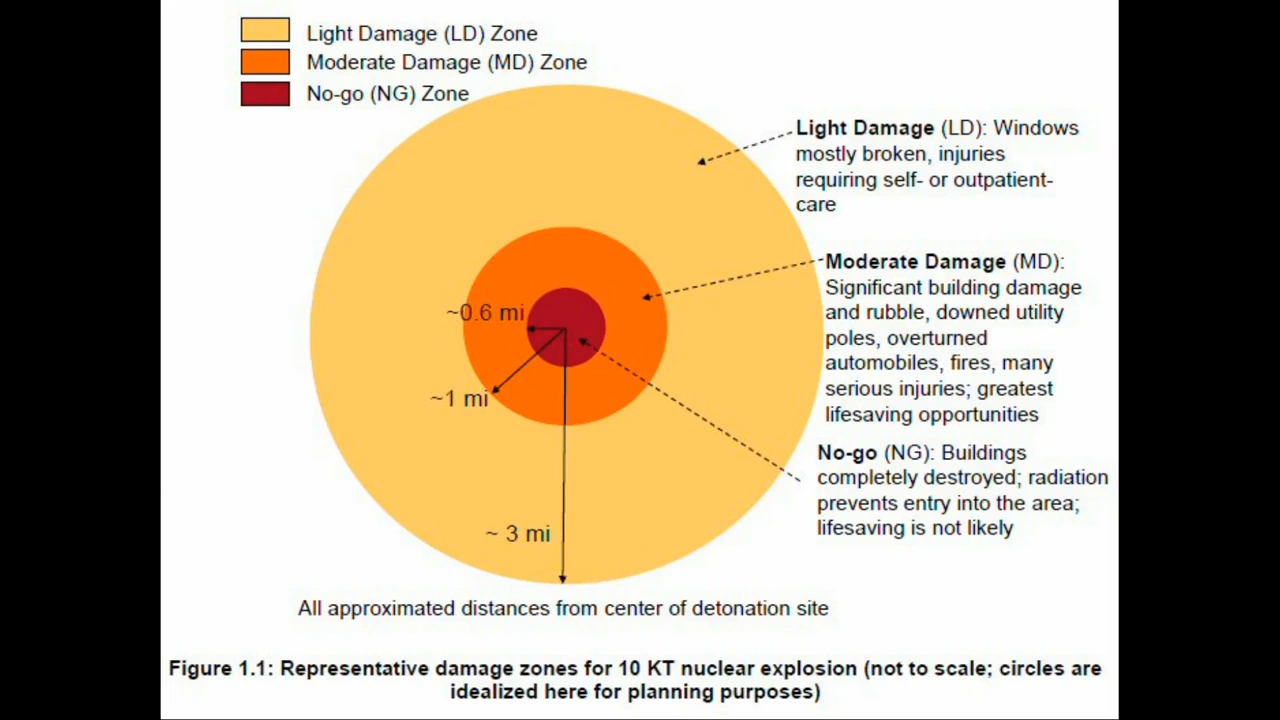 Light Damage (LD) Zone
Moderate Damage (MD) Zone
No-go (NG) Zone
Light Damage (LD): Windows
mostly broken, injuries
requiring self- or outpatient-
care
Moderate Damage (MD):
Significant building damage
and rubble, downed utility
poles, overturned
automobiles, fires, many
serious injuries; greatest
lifesaving opportunities
No-go (NG): Buildings
completely destroyed; radiation
prevents entry into the area;
lifesaving is not likely
~0.6 mi
~1 mi
~ 3 mi
All approximated distances from center of detonation site
Figure 1.1: Representative damage zones for 10 KT nuclear explosion (not to scale; circles are
idealized here for planning purposes)